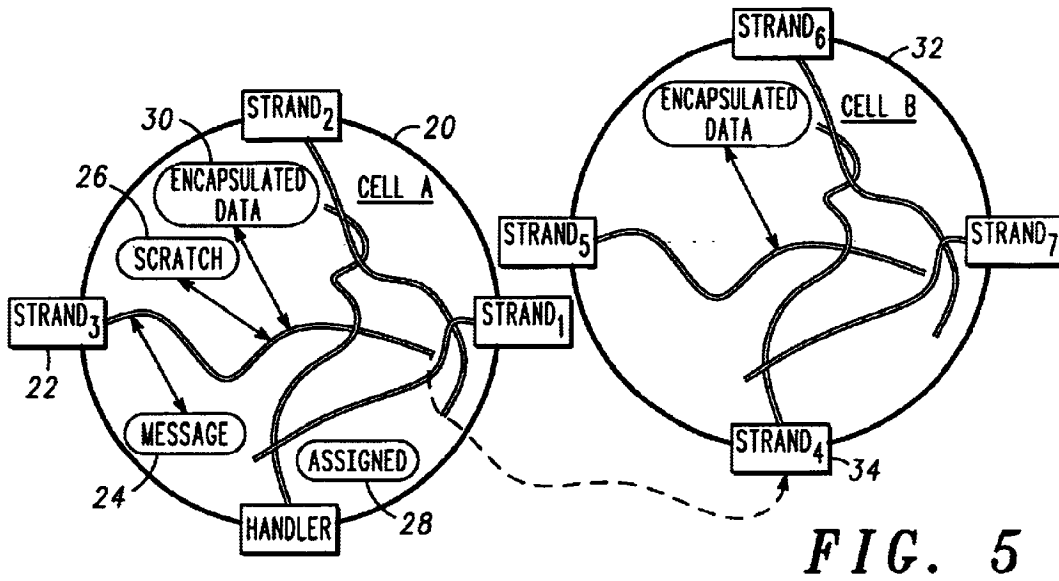 STRAND6
32
STRAND2
20
ENCAPSULATED
DATA
CELL B
30
26
ENCAPSULATED
DATA
CELL A
SCRATCH
STRAND5
STRAND7
STRAND3
STRAND1
22
MESSAGE
ASSIGNED
STRAND4
34
24
28
HANDLER
FIG. 5